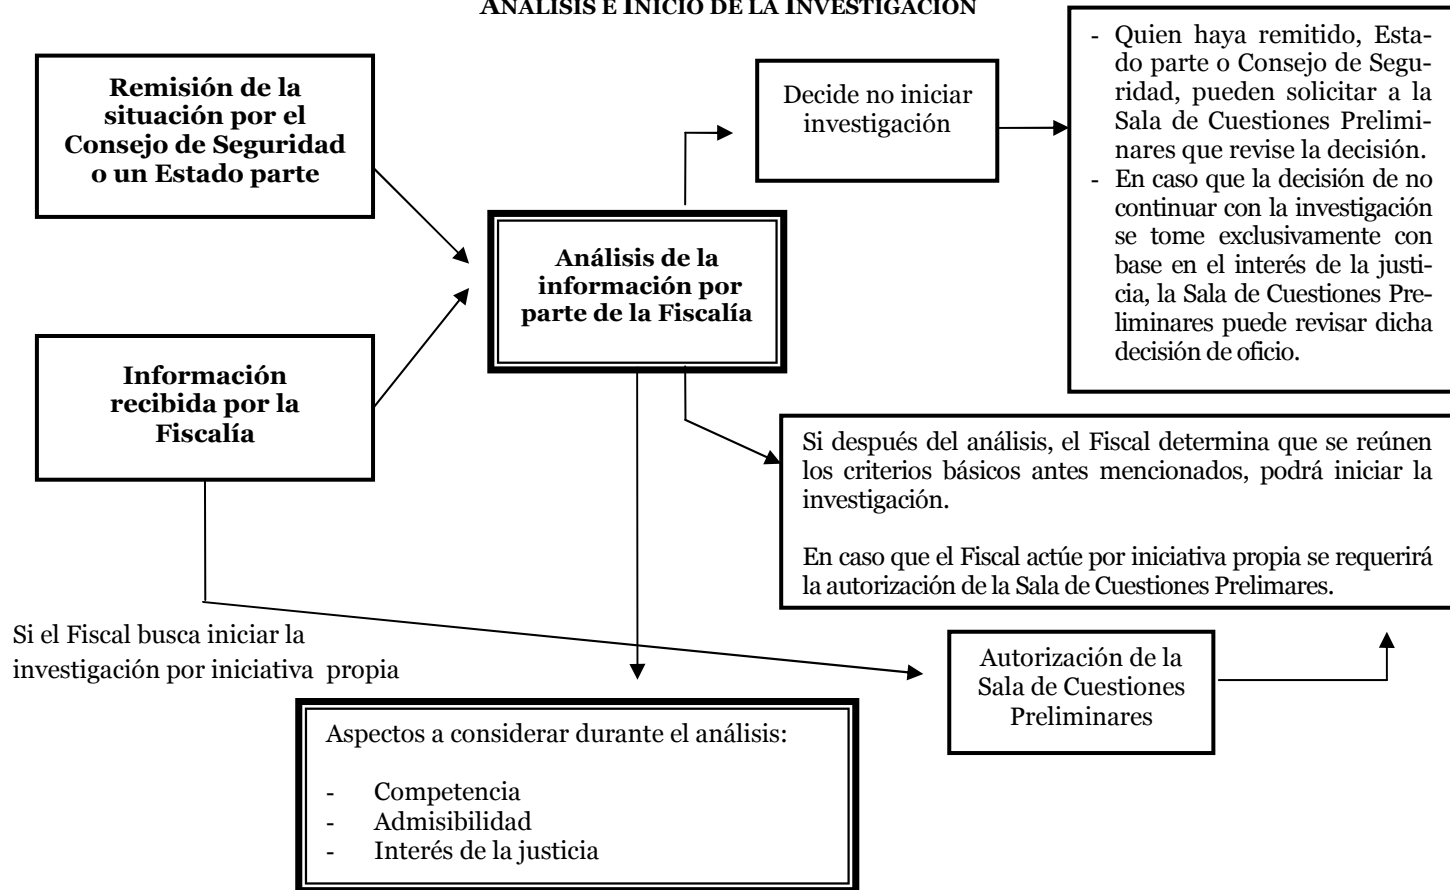 ANÁLISIS E INICIO DE LA INVESTIGACIÓN
Remisión de la
situación por el
Consejo de Seguridad
o un Estado parte
Información
recibida por la
Fiscalía
Análisis de la
información por
parte de la Fiscalía
Decide no iniciar
investigación
- Quien haya remitido, Esta-
do parte o Consejo de Segu-
ridad, pueden solicitar a la
Sala de Cuestiones Prelimi-
nares que revise la decisión.
- En caso que la decisión de no
continuar con la investigación
se tome exclusivamente con
base en el interés de la justi-
cia, la Sala de Cuestiones Pre-
liminares puede revisar dicha
decisión de oficio.
Si después del análisis, el Fiscal determina que se reúnen
los criterios básicos antes mencionados, podrá iniciar la
investigación.
En caso que el Fiscal actúe por iniciativa propia se requerirá
la autorización de la Sala de Cuestiones Prelimares.
Si el Fiscal busca iniciar la
investigación por iniciativa propia
Autorización de la
Sala de Cuestiones
Preliminares
Aspectos a considerar durante el análisis:
- Competencia
- Admisibilidad
- Interés de la justicia